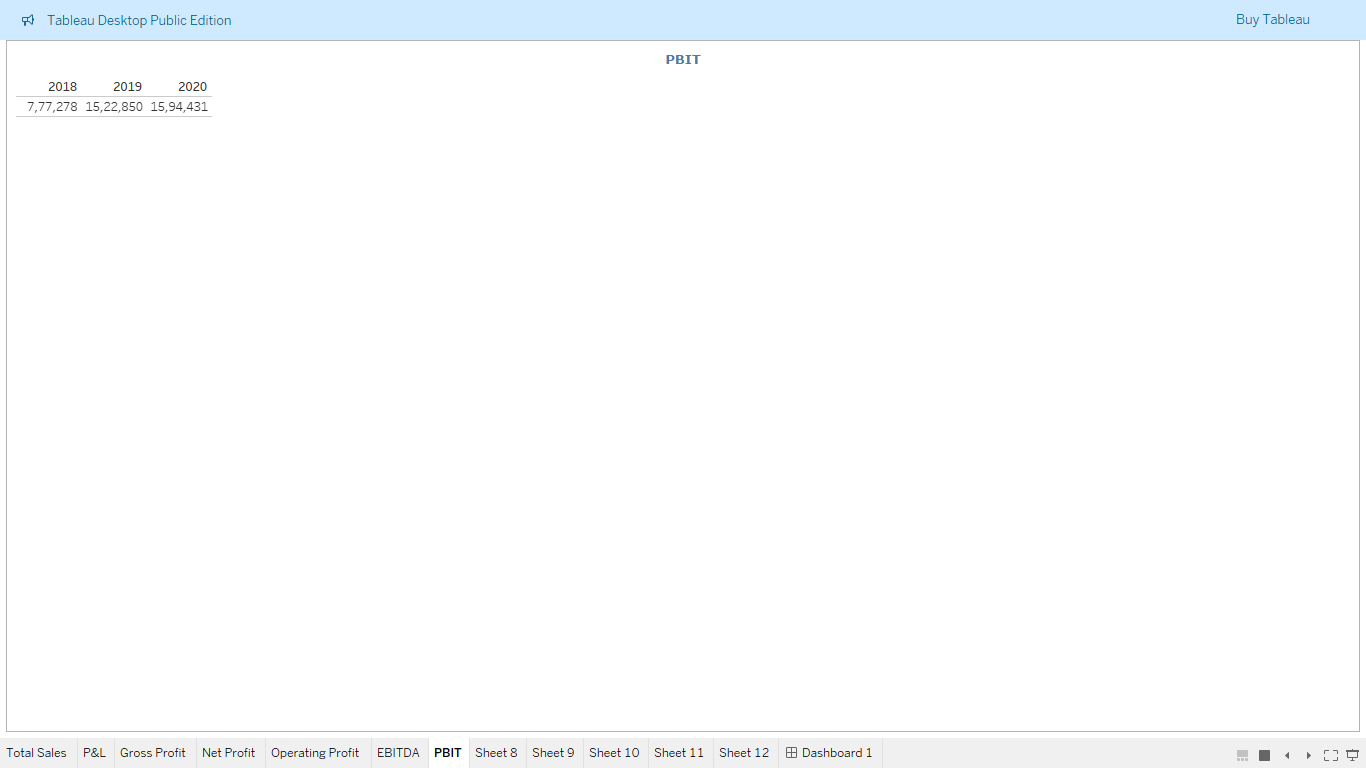 Tableau Desktop Public Edition Buy Tableau
PBIT
2018 2019 2020
7,77,278 15,22,850 15,94,431
Total Sales P&L Gross Profit Net Profit Operating Profit EBITDA PBIT Sheet 8 Sheet 9 Sheet 10 Sheet 11 Sheet 12 Dashboard 1